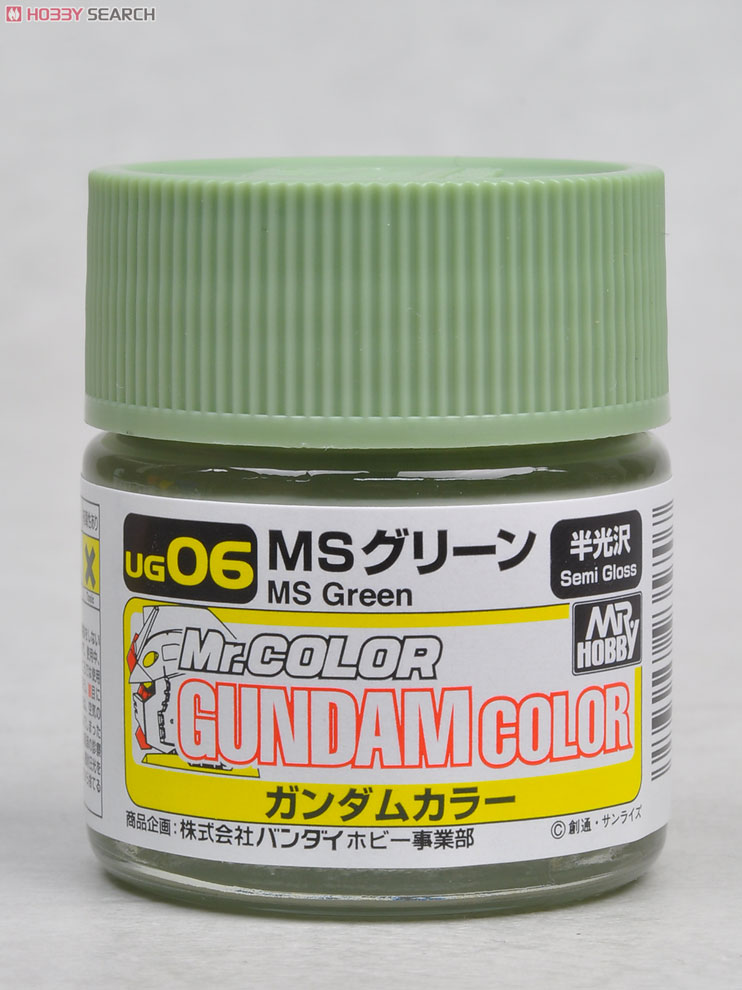 HOBBY SEARCH
UG06
MSグリーン
MS Green
半光沢
Semi Gloss
MR
HOBBY
Mr.COLOR
GUNDAM COLOR
ガンダムカラー
商品企画:株式会社バンダイホビー事業部
©創通・サンライズ